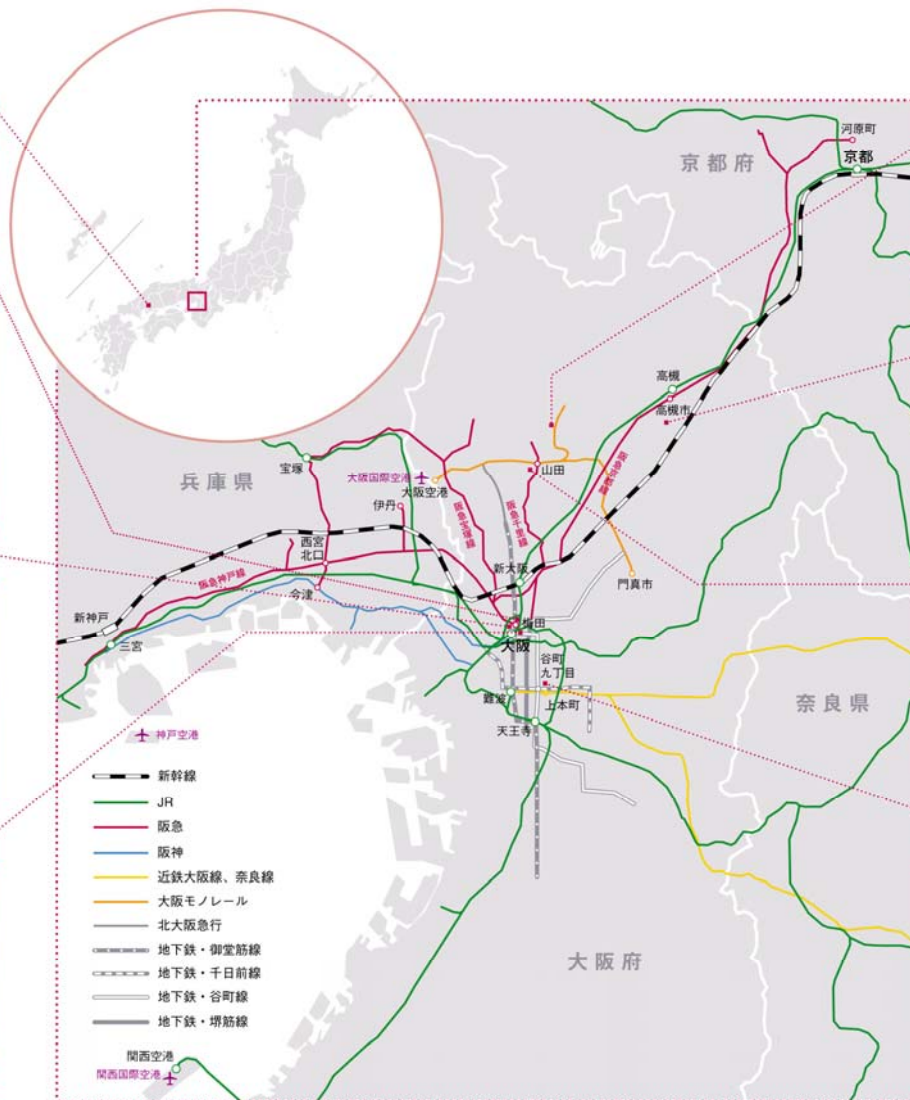 河原町
京都府
京都
高槻
高槻市
阪急京都線
宝塚
兵庫県
大阪国際空港
大阪空港
山田
伊丹
阪急宝塚線
阪急千里線
西宮
北口
新大阪
阪急神戸線
今津
門真市
新神戸
三宮
梅田
大阪
谷町
九丁目
難波
上本町
奈良県
天王寺
神戸空港
新幹線
JR
阪急
阪神
近鉄大阪線、奈良線
大阪モノレール
北大阪急行
地下鉄・御堂筋線
地下鉄・千日前線
地下鉄・谷町線
地下鉄・堺筋線
大阪府
関西空港
関西国際空港